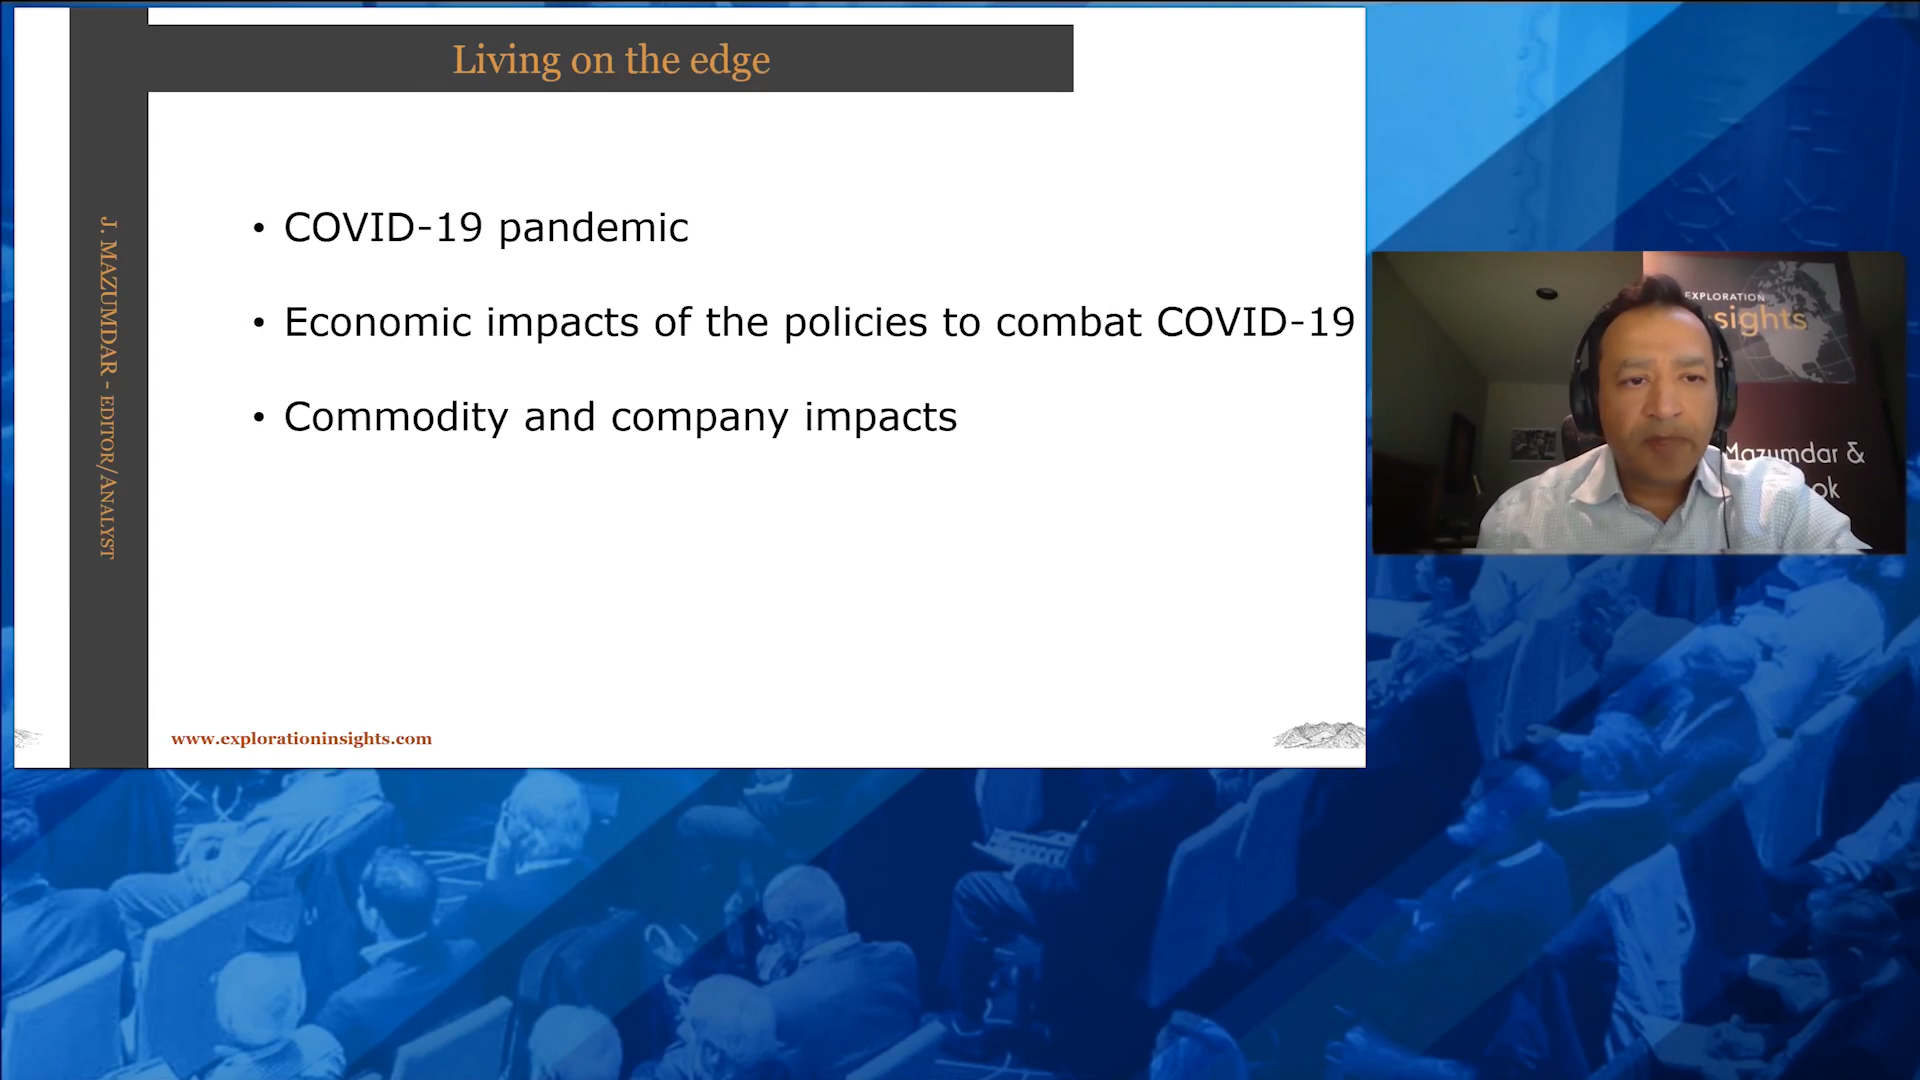 Living on the edge
J. MAZUMDAR - EDITOR/ANALYST
• COVID-19 pandemic
• Economic impacts of the policies to combat COVID-19
• Commodity and company impacts
www.explorationinsights.com
EXPLORATION
sights
Mazumdar &
ok